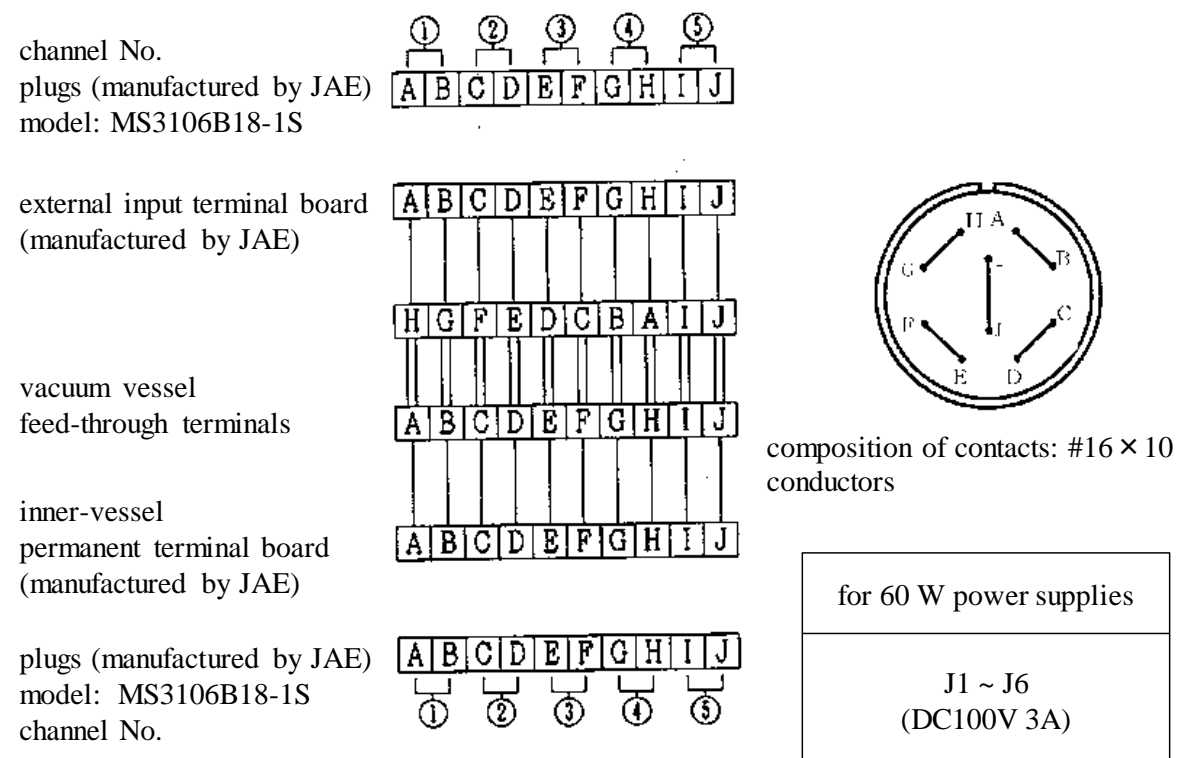 ① ② ③ ④ ⑤
channel No.
plugs (manufactured by JAE)
model: MS3106B18-1S
A B C D E F G H I J
external input terminal board
(manufactured by JAE)
A B C D E F G H I J
H G F E D C B A I J
vacuum vessel
feed-through terminals
A B C D E F G H I J
inner-vessel
permanent terminal board
(manufactured by JAE)
A B C D E F G H I J
plugs (manufactured by JAE)
model: MS3106B18-1S
channel No.
A B C D E F G H I J
① ② ③ ④ ⑤
H A
G B
F J C
E D
composition of contacts: #16 × 10
conductors
for 60 W power supplies
J1 ~ J6
(DC100V 3A)